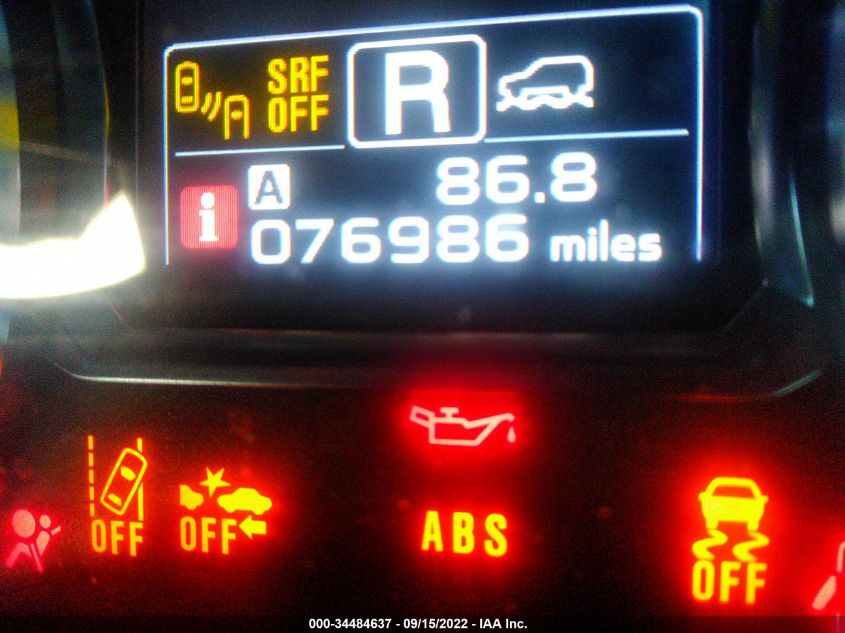 SRF
OFF
R
i
A
86.8
076986 miles
OFF
OFF
ABS
OFF
000-34484637 - 09/15/2022 - IAA Inc.